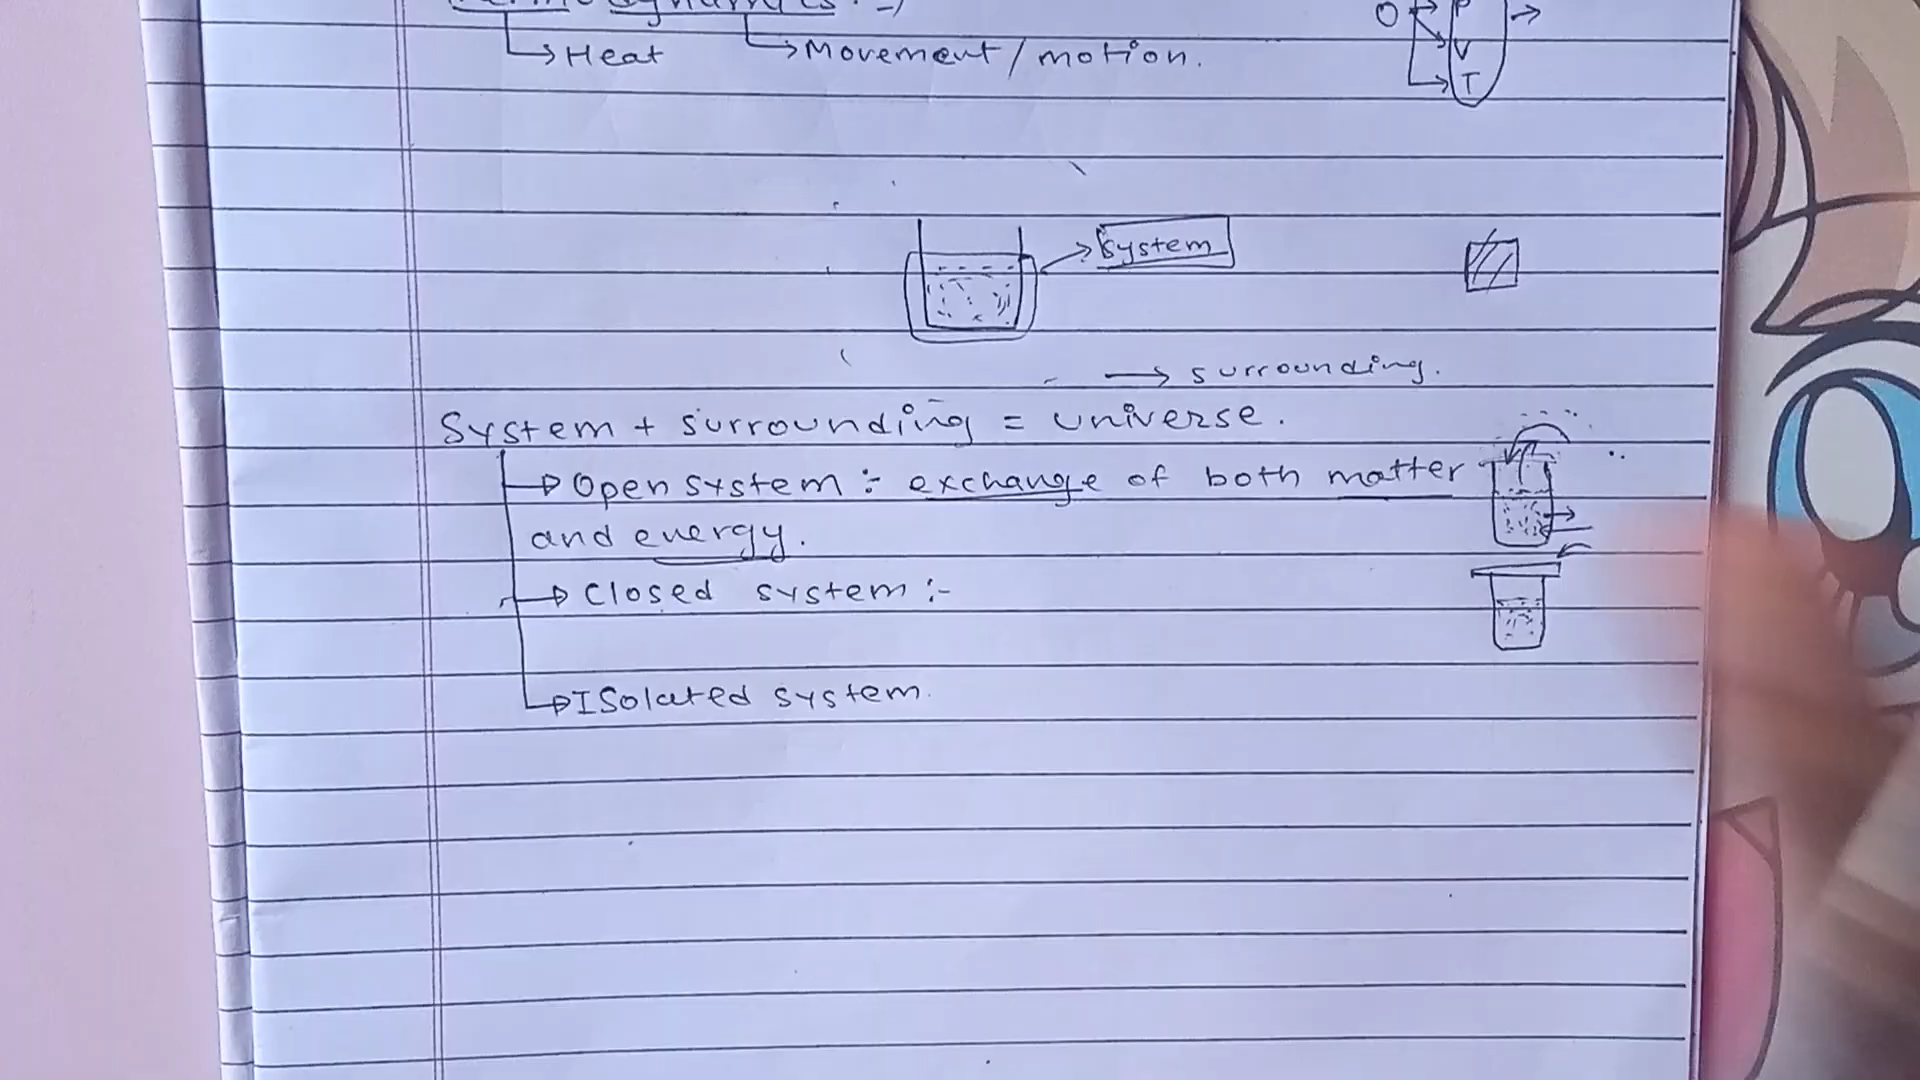 O P
→Heat →Movement/motion. V
T
System
→ surrounding.
System + surrounding = universe.
→Open system :- exchange of both matter
and energy.
→ Closed system :-
→Isolated system.